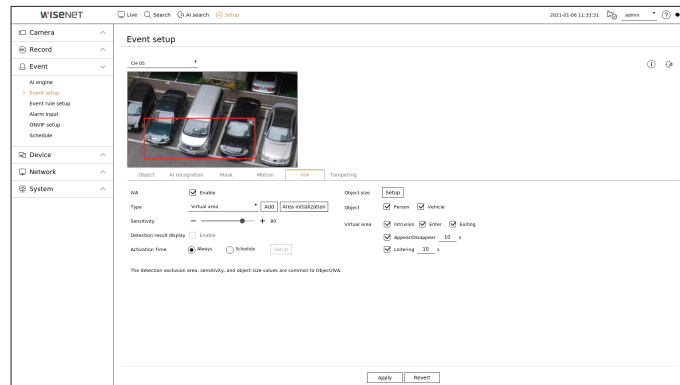 WISENET
Live Search AI search Setup
2021-01-06 11:33:31 admin
Camera
Record
Event
AI engine
Event setup
Event rule setup
Alarm input
ONVIF setup
Schedule
Device
Network
System
Event setup
CH 05
Object AI recognition Mask Motion IVA Tampering
IVA Enable
Type Virtual area Add Area initialization
Sensitivity 80
Detection result display Enable
Activation Time Always Schedule Setup
Object size Setup
Object Person Vehicle
Virtual area Intrusion Enter Exiting
Appear/Disappear 10 s
Loitering 10 s
The detection exclusion area, sensitivity, and object size values are common to Object/IVA.
Apply Revert